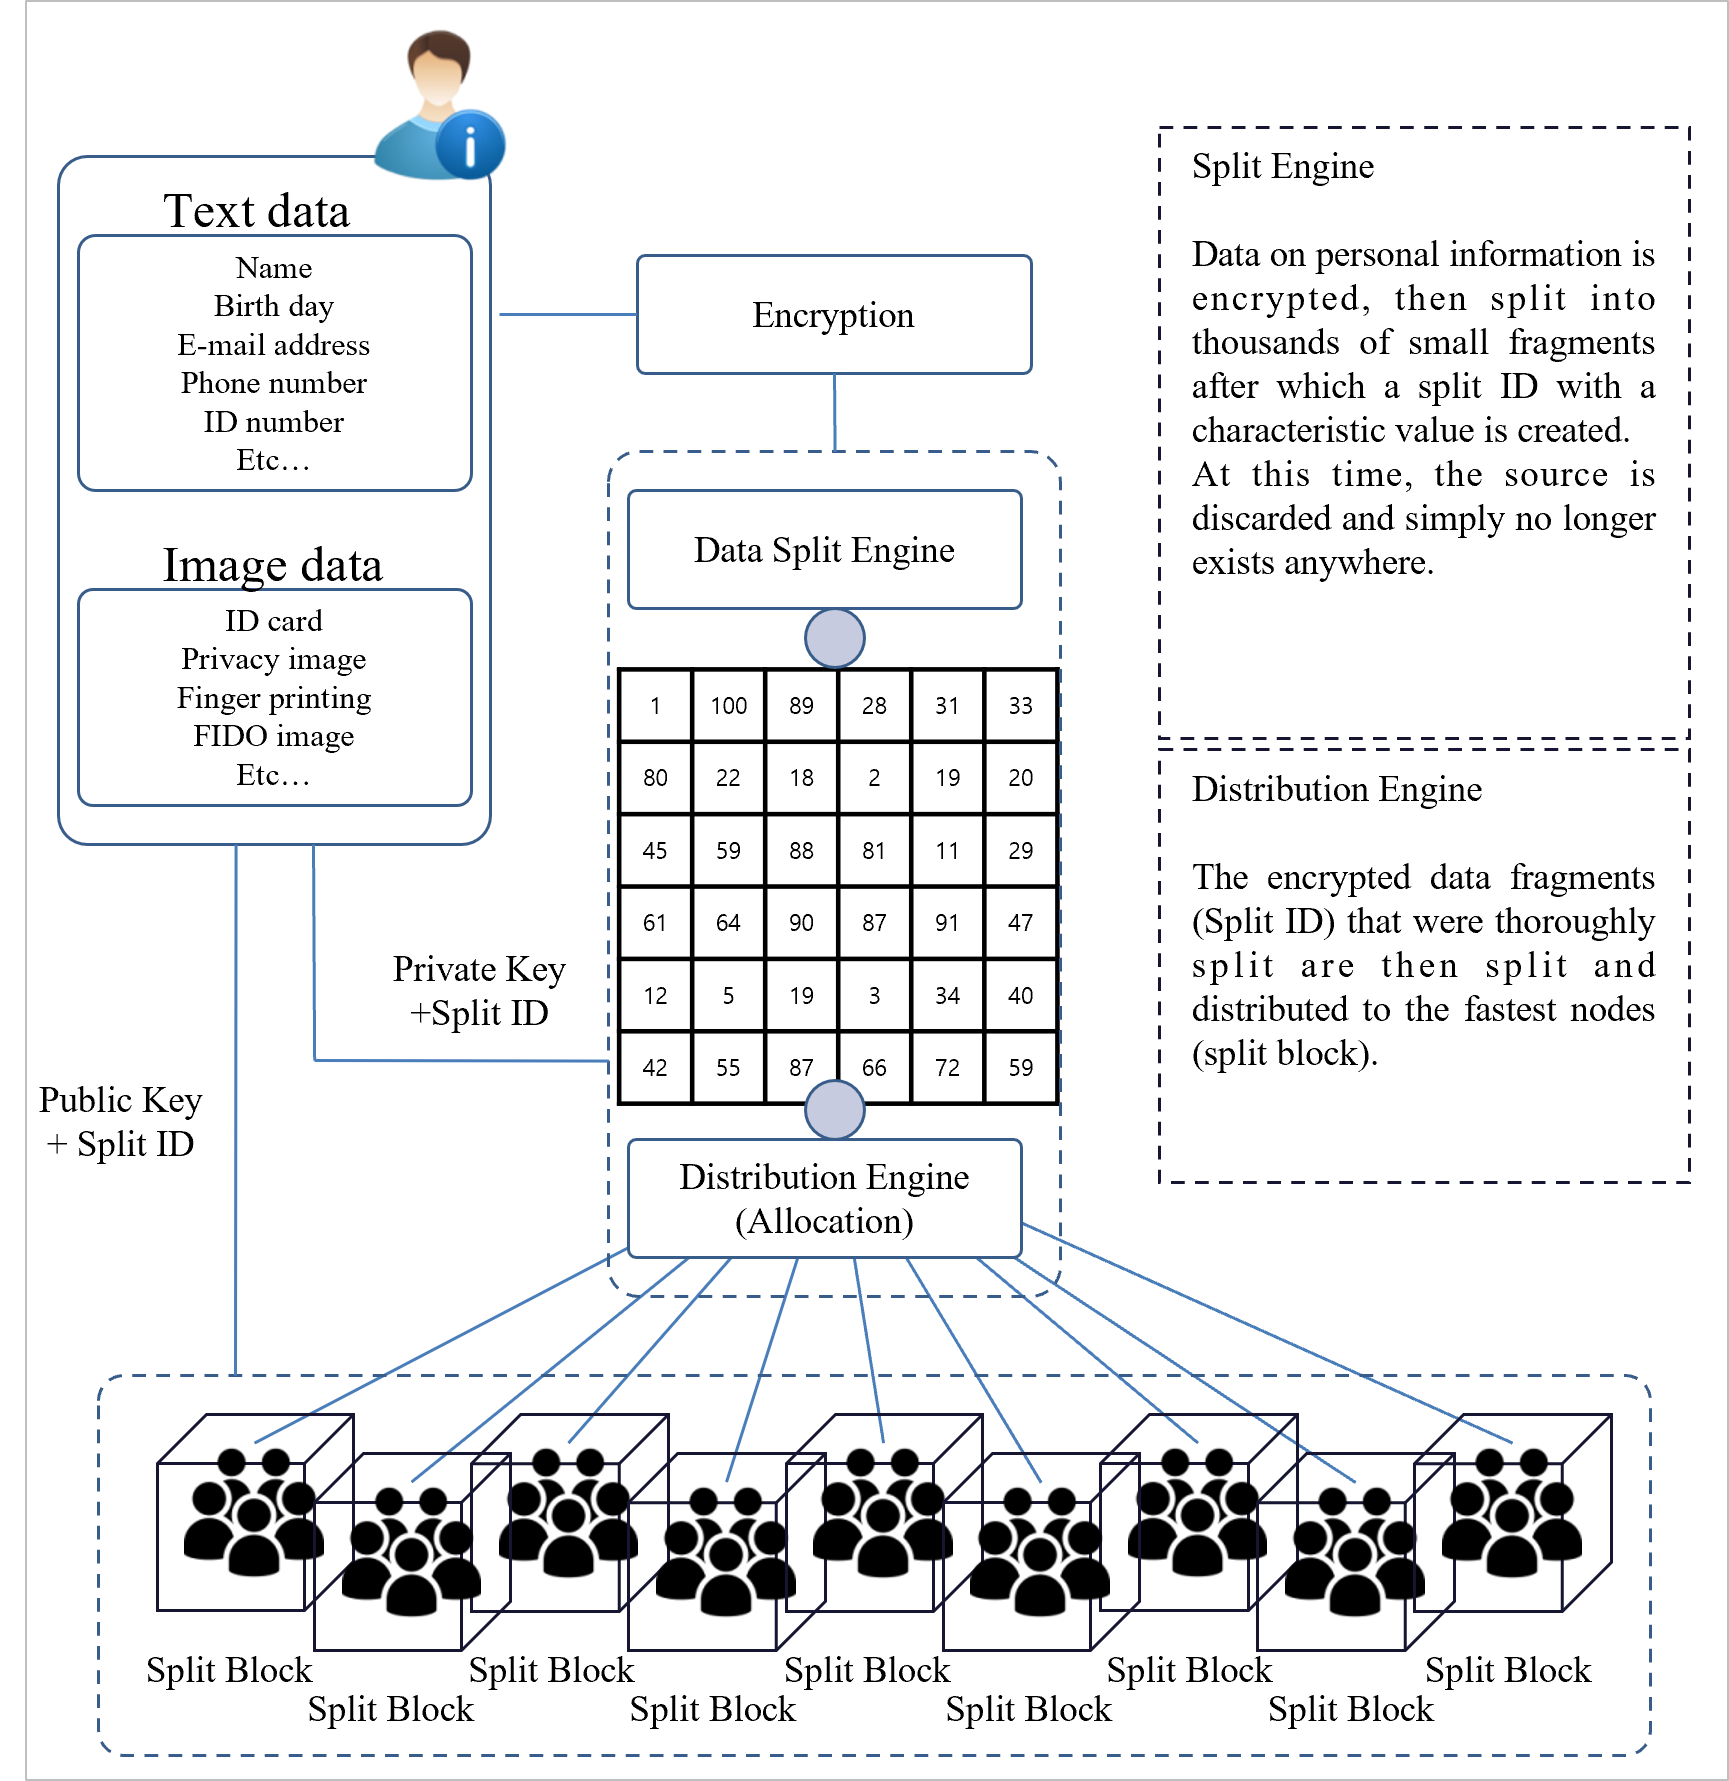 Text data
Name
Birth day
E-mail address
Phone number
ID number
Etc…
Image data
ID card
Privacy image
Finger printing
FIDO image
Etc…
Encryption
Data Split Engine
1 100 89 28 31 33
80 22 18 2 19 20
45 59 88 81 11 29
61 64 90 87 91 47
12 5 19 3 34 40
42 55 87 66 72 59
Distribution Engine
(Allocation)
Private Key
+Split ID
Public Key
+ Split ID
Split Engine
Data on personal information is
encrypted, then split into
thousands of small fragments
after which a split ID with a
characteristic value is created.
At this time, the source is
discarded and simply no longer
exists anywhere.
Distribution Engine
The encrypted data fragments
(Split ID) that were thoroughly
split are then split and
distributed to the fastest nodes
(split block).
Split Block
Split Block
Split Block
Split Block
Split Block
Split Block
Split Block
Split Block
Split Block